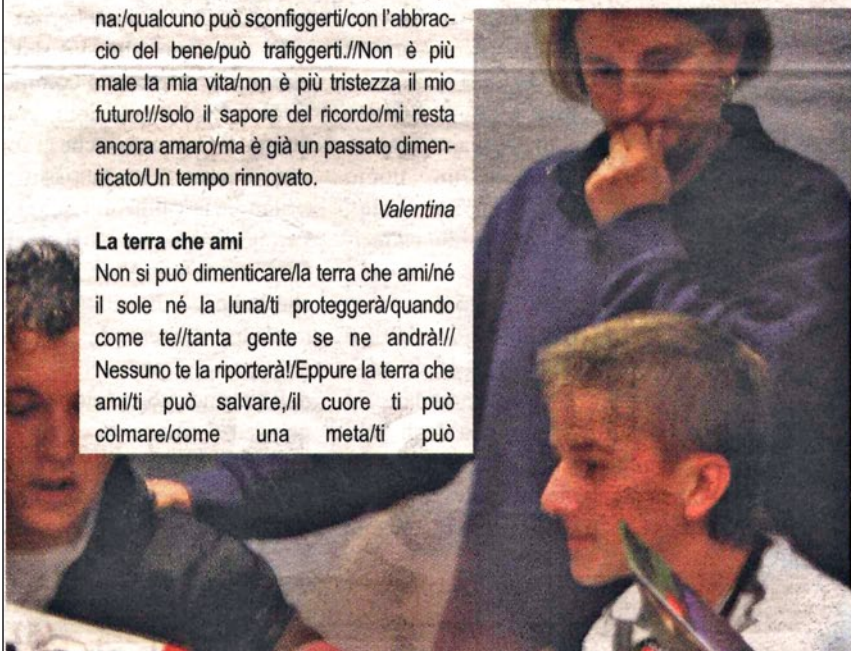 na:/qualcuno può sconfiggerti/con l'abbrac-
cio del bene/può trafiggerti.//Non è più
male la mia vita/non è più tristezza il mio
futuro!//solo il sapore del ricordo/mi resta
ancora amaro/ma è già un passato dimen-
ticato/Un tempo rinnovato.
Valentina
La terra che ami
Non si può dimenticare/la terra che ami/né
il sole né la luna/ti proteggerà/quando
come te//tanta gente se ne andrà!//
Nessuno te la riporterà!/Eppure la terra che
ami/ti può salvare,/il cuore ti può
colmare/come una meta/ti può